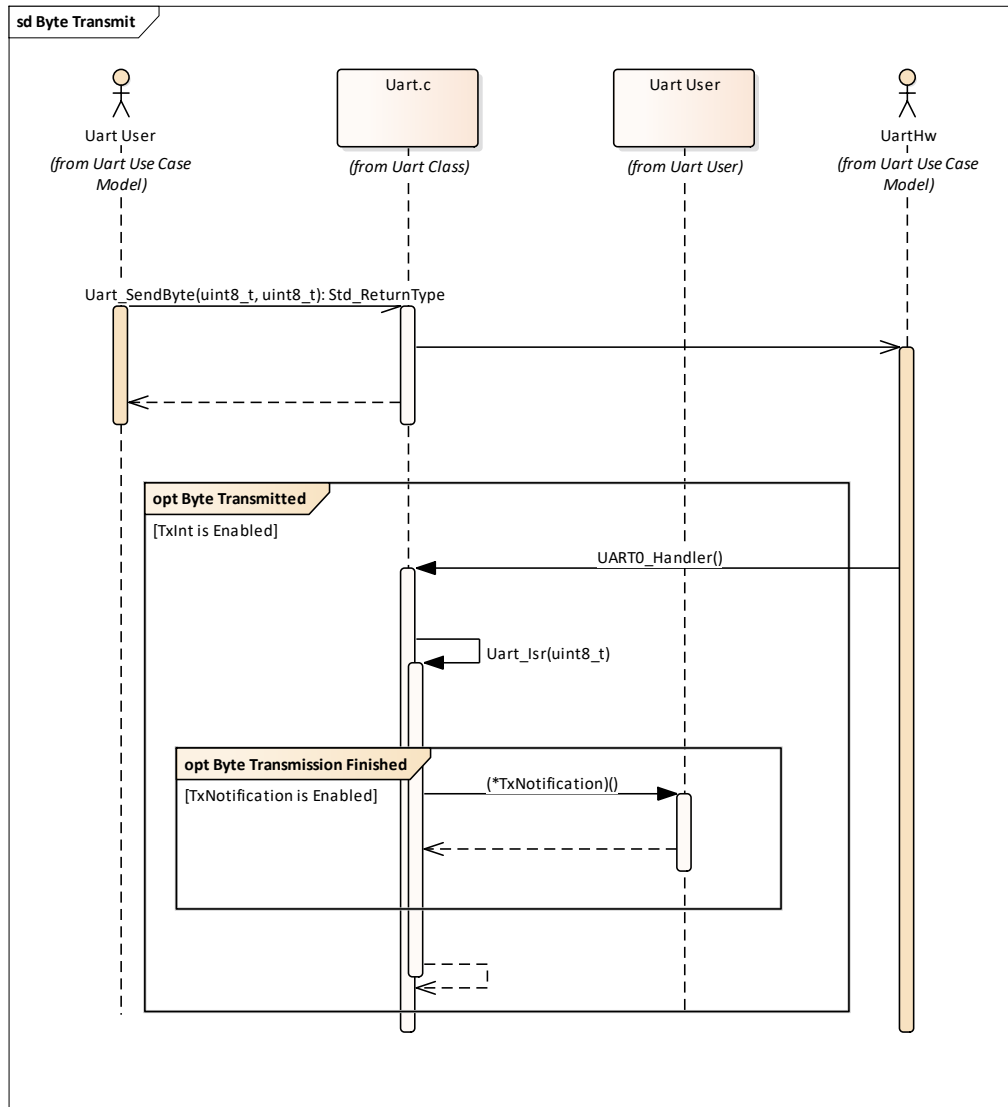 sd Byte Transmit
Uart User
(from Uart Use Case
Model)
Uart.c
(from Uart Class)
Uart User
(from Uart User)
UartHw
(from Uart Use Case
Model)
Uart_SendByte(uint8_t, uint8_t): Std_ReturnType
opt Byte Transmitted
[TxInt is Enabled]
UART0_Handler()
Uart_Isr(uint8_t)
opt Byte Transmission Finished
[TxNotification is Enabled]
(*TxNotification)()